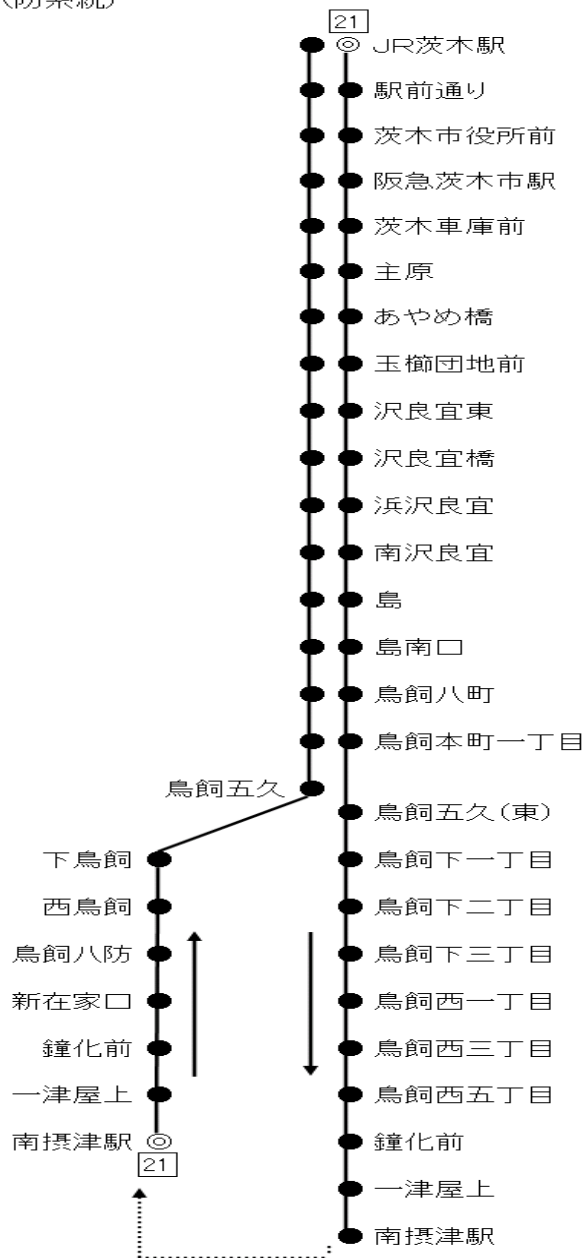 21
JR茨木駅
駅前通り
茨木市役所前
阪急茨木市駅
茨木車庫前
主原
あやめ橋
玉櫛団地前
沢良宜東
沢良宜橋
浜沢良宜
南沢良宜
島
島南口
鳥飼八町
鳥飼本町一丁目
鳥飼五久
鳥飼五久(東)
下鳥飼
鳥飼下一丁目
西鳥飼
鳥飼下二丁目
鳥飼八防
鳥飼下三丁目
新在家口
鳥飼西一丁目
鐘化前
鳥飼西三丁目
一津屋上
鳥飼西五丁目
南摂津駅
鐘化前
21
一津屋上
南摂津駅